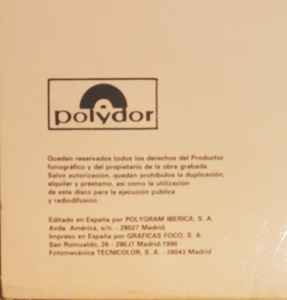 polydor
Quedan reservados todos los derechos del Productor
fonográfico y del propietario de la obra grabada.
Salvo autorización, quedan prohibidos la duplicación,
alquiler y préstamo, así como la utilización
de este disco para la ejecución pública
y radiodifusión.
Editado en España por POLYGRAM IBERICA, S. A.
Avda. América, s/n. - 28027 Madrid
Impreso en España por GRAFICAS FOCO, S. A.
San Romualdo, 26 - Madrid
Fotomecánica TECNICOLOR, S. A. - 28043 Madrid